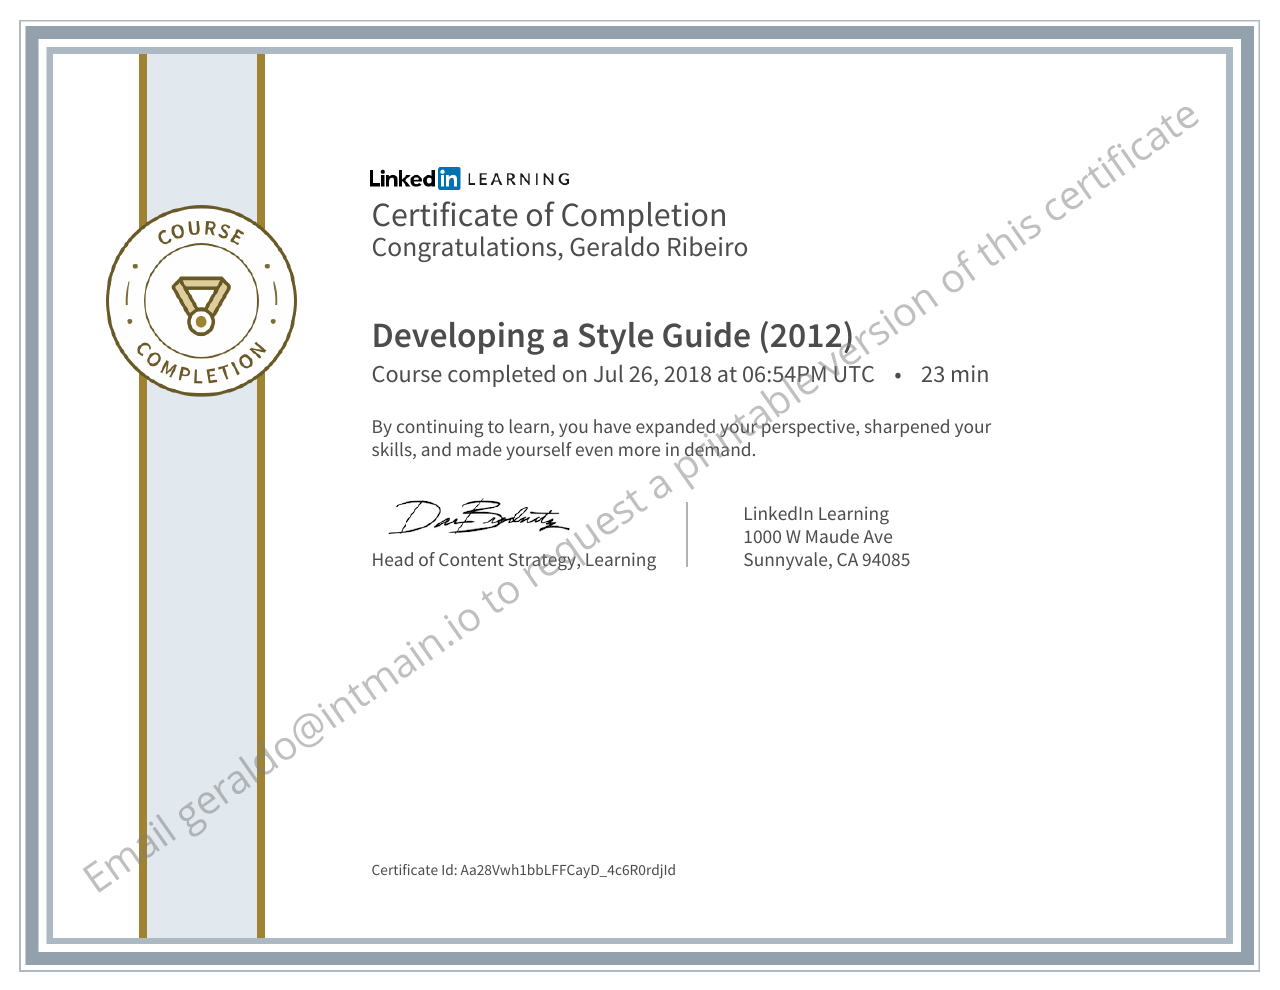 LinkedIn LEARNING
Certificate of Completion
Congratulations, Geraldo Ribeiro
COURSE
COMPLETION
Developing a Style Guide (2012)
Course completed on Jul 26, 2018 at 06:54PM UTC • 23 min
By continuing to learn, you have expanded your perspective, sharpened your
skills, and made yourself even more in demand.
Dan Brodnitz
Head of Content Strategy, Learning
LinkedIn Learning
1000 W Maude Ave
Sunnyvale, CA 94085
Certificate Id: Aa28Vwh1bbLFFCayD_4c6R0rdjId
Email geraldo@intmain.io to request a printable version of this certificate